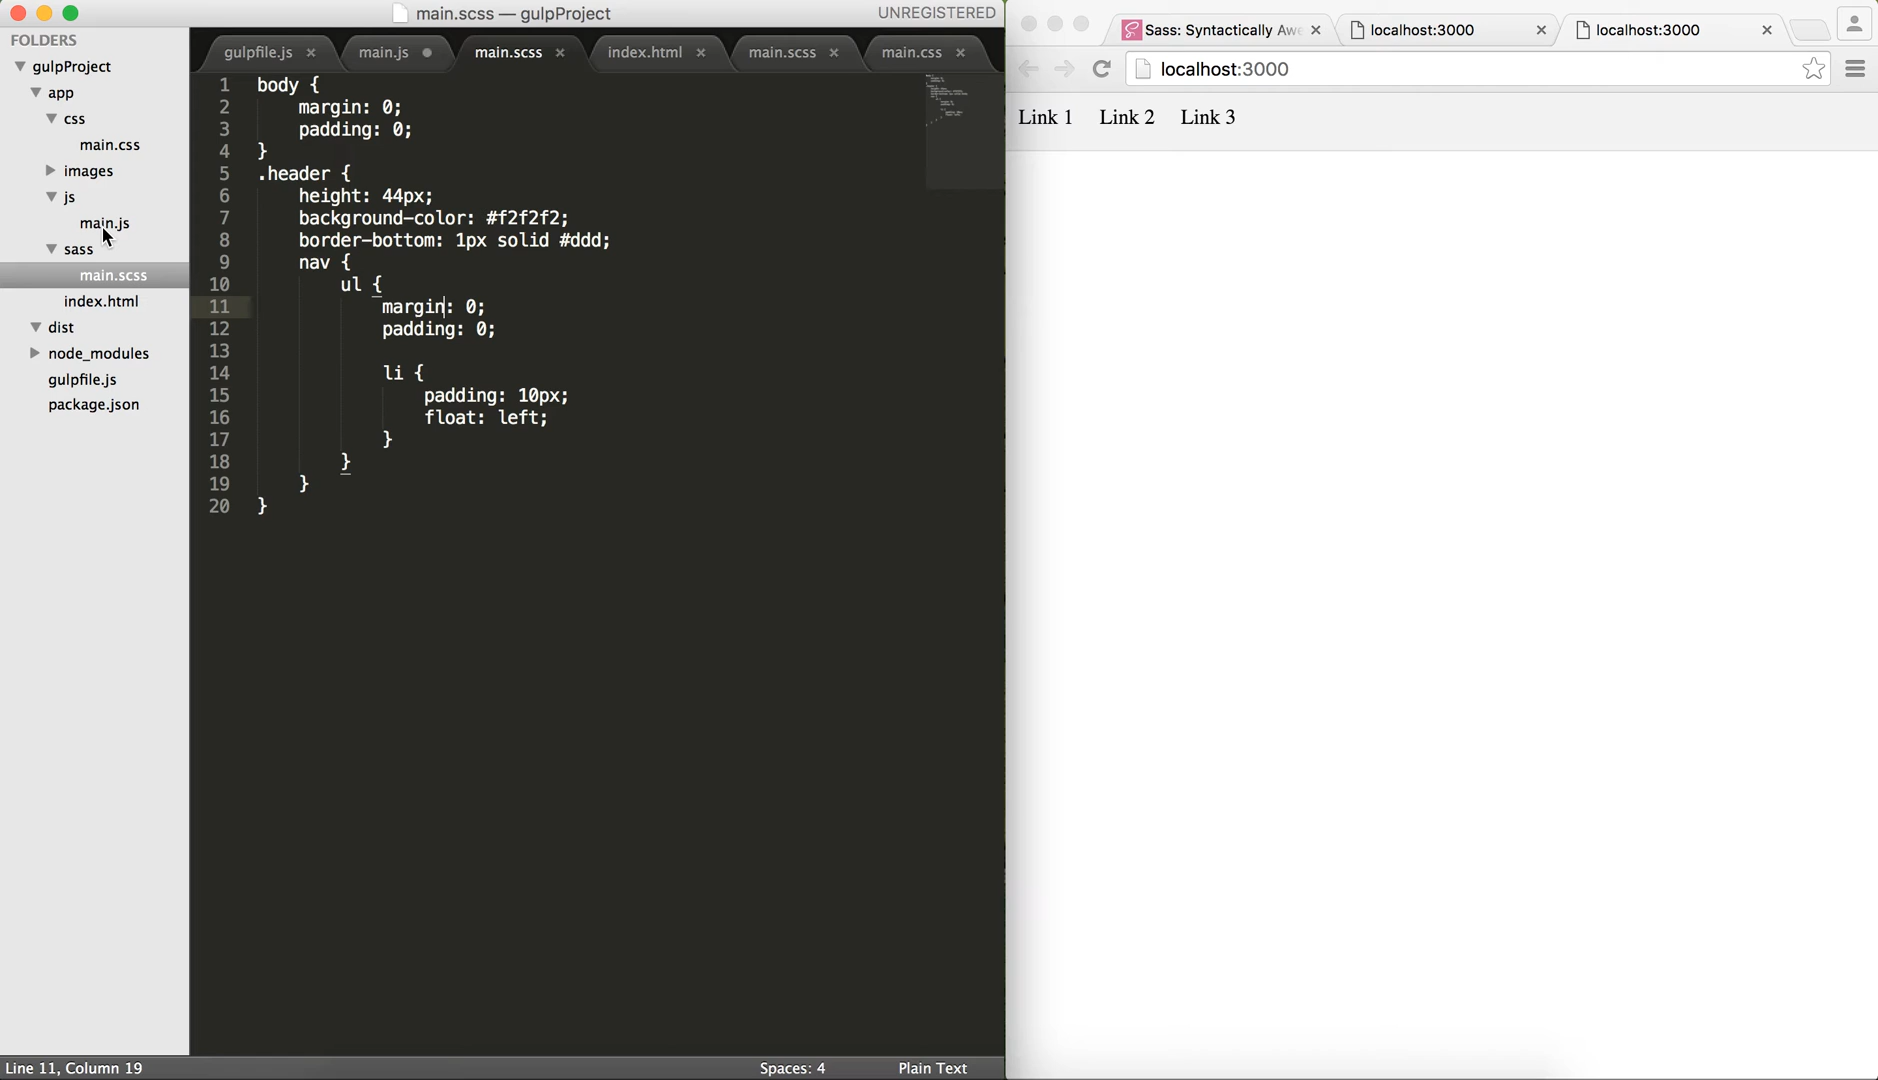 main.scss — gulpProject
UNREGISTERED
FOLDERS
gulpProject
app
css
main.css
images
js
main.js
sass
main.scss
index.html
dist
node_modules
gulpfile.js
package.json
gulpfile.js
main.js
main.scss
index.html
main.scss
main.css
1 body {
2 margin: 0;
3 padding: 0;
4 }
5 .header {
6 height: 44px;
7 background-color: #f2f2f2;
8 border-bottom: 1px solid #ddd;
9 nav {
10 ul {
11 margin: 0;
12 padding: 0;
13
14 li {
15 padding: 10px;
16 float: left;
17 }
18 }
19 }
20 }
Line 11, Column 19
Spaces: 4
Plain Text
Sass: Syntactically Awe
localhost:3000
localhost:3000
localhost:3000
Link 1 Link 2 Link 3